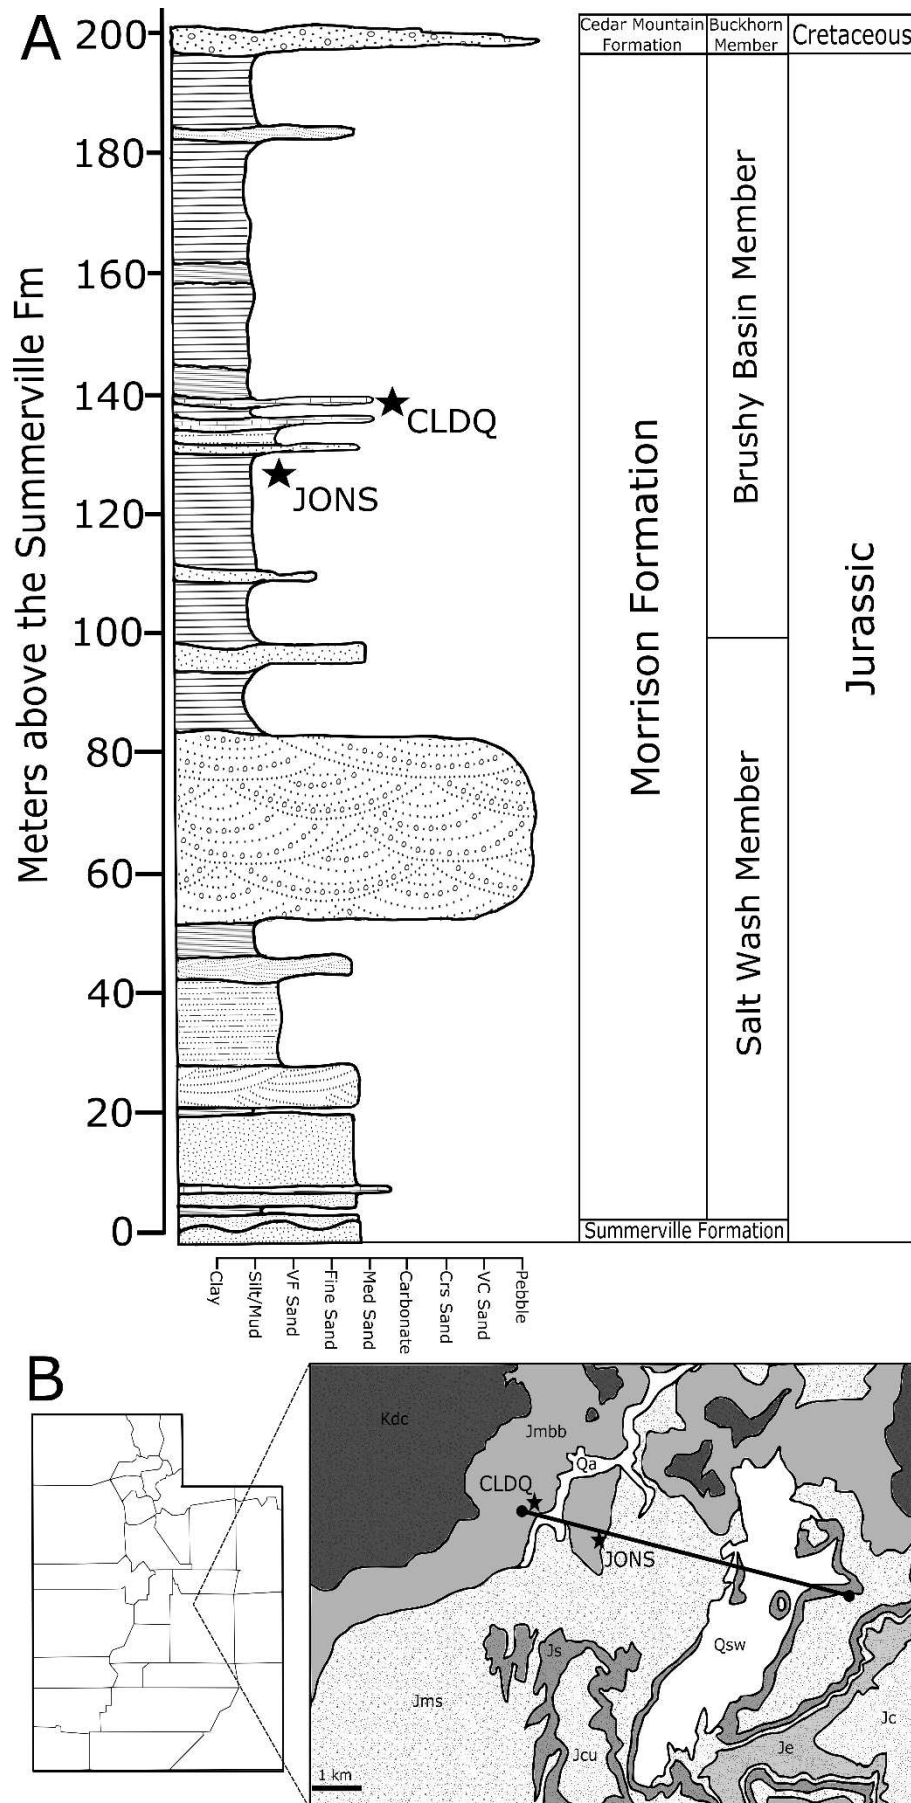 A
Meters above the Summerville Fm
200
180
160
140
120
100
80
60
40
20
0
CLDQ
JONS
Cedar Mountain
Formation
Buckhorn
Member
Cretaceous
Morrison Formation
Brushy Basin Member
Salt Wash Member
Jurassic
Summerville Formation
Clay
Silt/Mud
VF Sand
Fine Sand
Med Sand
Carbonate
Crs Sand
VC Sand
Pebble
B
Kdc
Jmbb
Qa
CLDQ
JONS
Js
Qsw
Jms
Jcu
Jc
Je
1 km